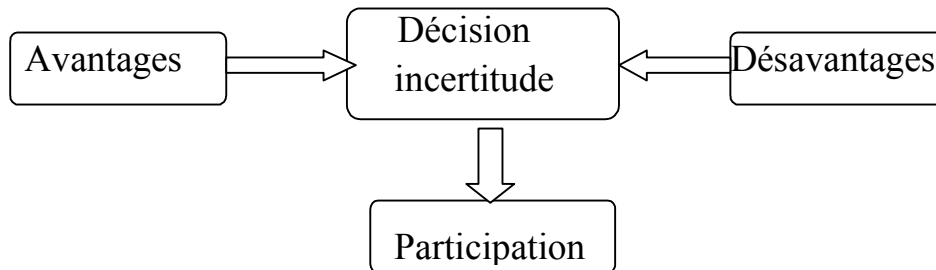 Avantages
Décision
incertitude
Désavantages
Participation